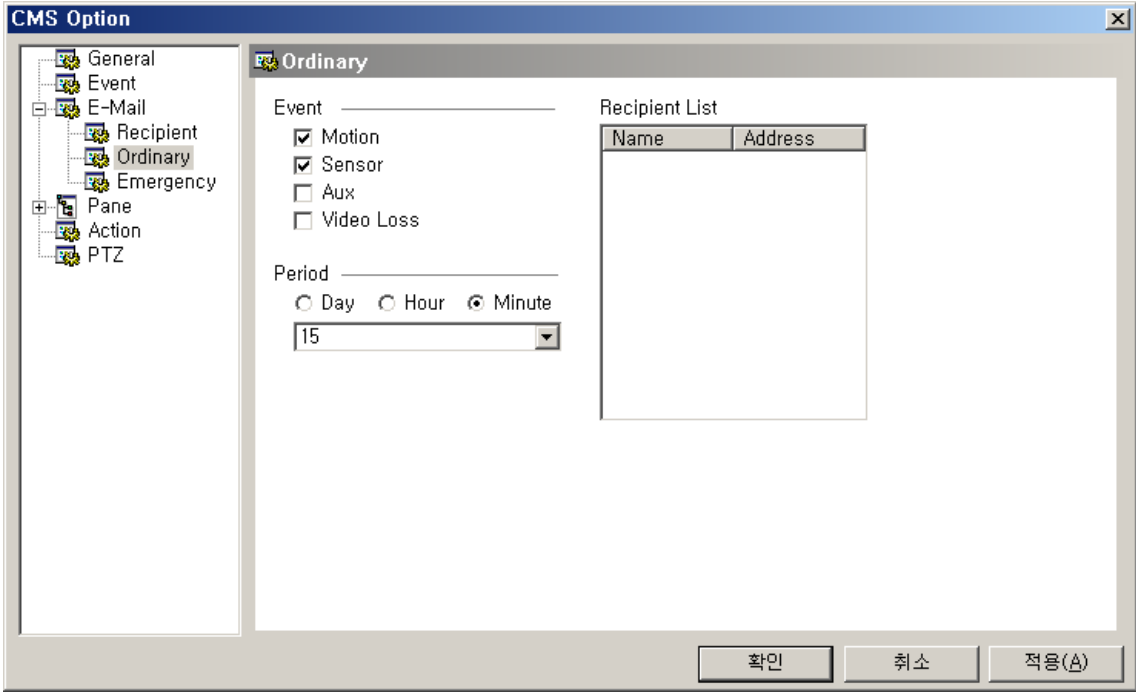 CMS Option
General
Event
E-Mail
Recipient
Ordinary
Emergency
Pane
Action
PTZ
Ordinary
Event
Motion
Sensor
Aux
Video Loss
Period
Day Hour Minute
15
Recipient List
Name Address
확인 취소 적용(A)